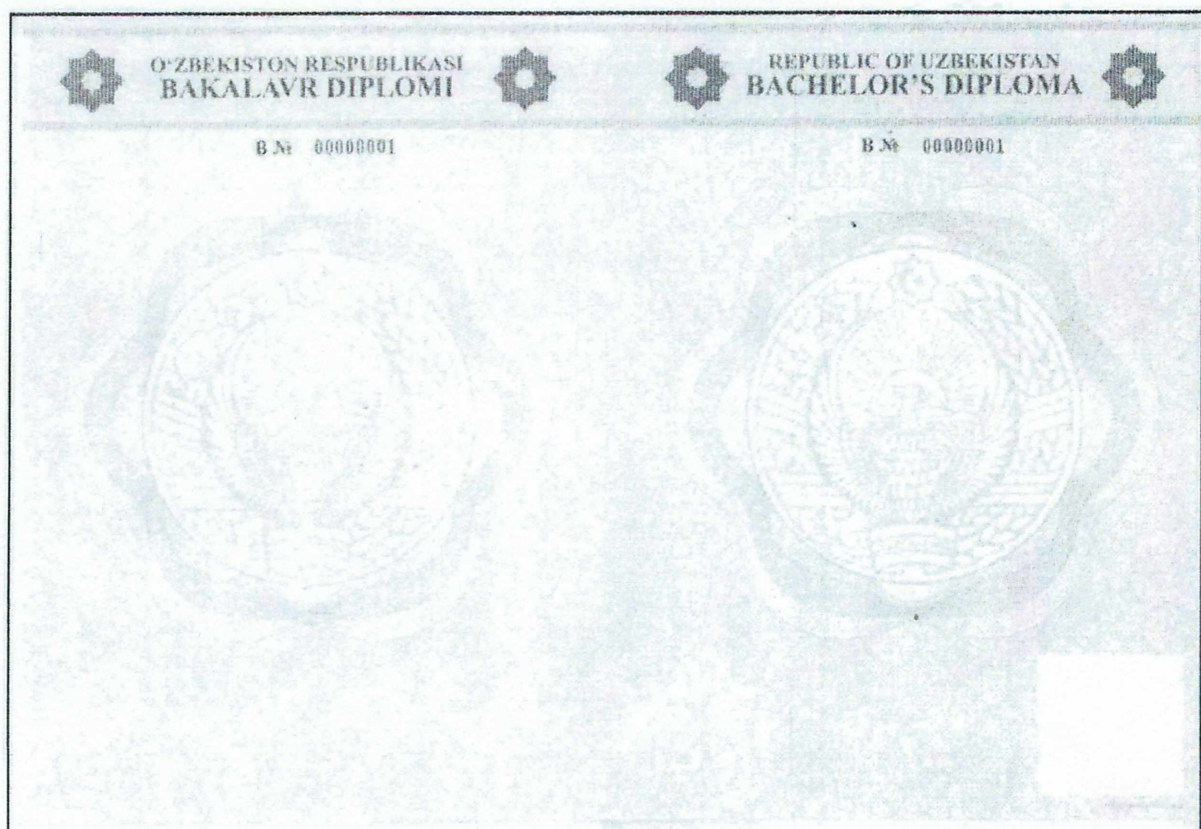 O‘ZBEKISTON RESPUBLIKASI
BAKALAVR DIPLOMI
B № 00000001
REPUBLIC OF UZBEKISTAN
BACHELOR’S DIPLOMA
B № 00000001